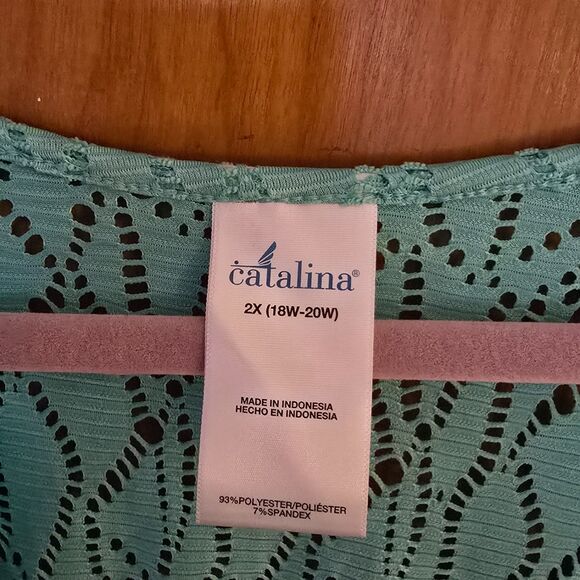 catalina®
2X (18W-20W)
MADE IN INDONESIA
HECHO EN INDONESIA
93%POLYESTER/POLIÉSTER
7%SPANDEX